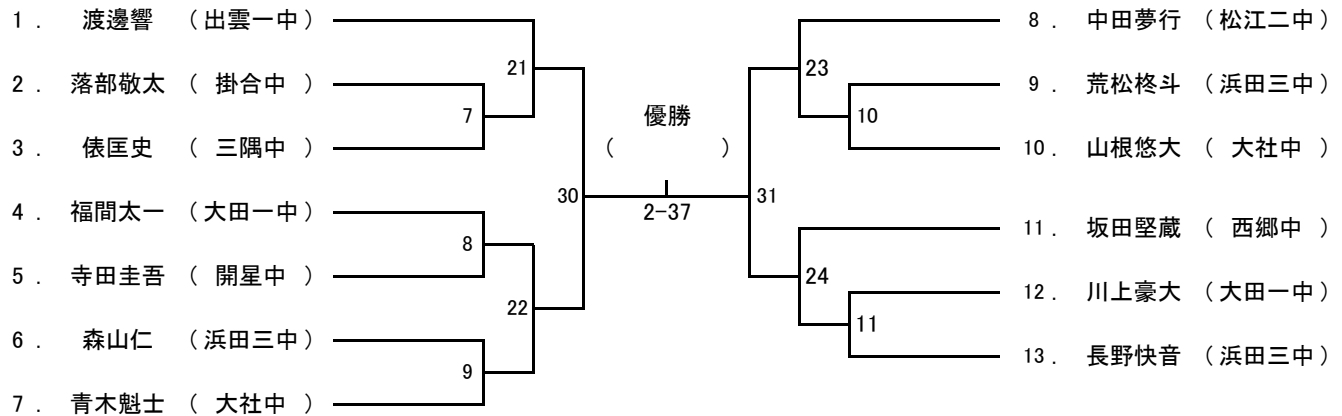 1． 渡邊響 （出雲一中）
2． 落部敬太 （ 掛合中 ）
3． 俵匡史 （ 三隅中 ）
4． 福間太一 （大田一中）
5． 寺田圭吾 （ 開星中 ）
6． 森山仁 （浜田三中）
7． 青木魁士 （ 大社中 ）
21
7
8
22
9
30
優勝
（ ）
2-37
31
23
10
24
11
8． 中田夢行 （松江二中）
9． 荒松柊斗 （浜田三中）
10． 山根悠大 （ 大社中 ）
11． 坂田堅蔵 （ 西郷中 ）
12． 川上豪大 （大田一中）
13． 長野快音 （浜田三中）